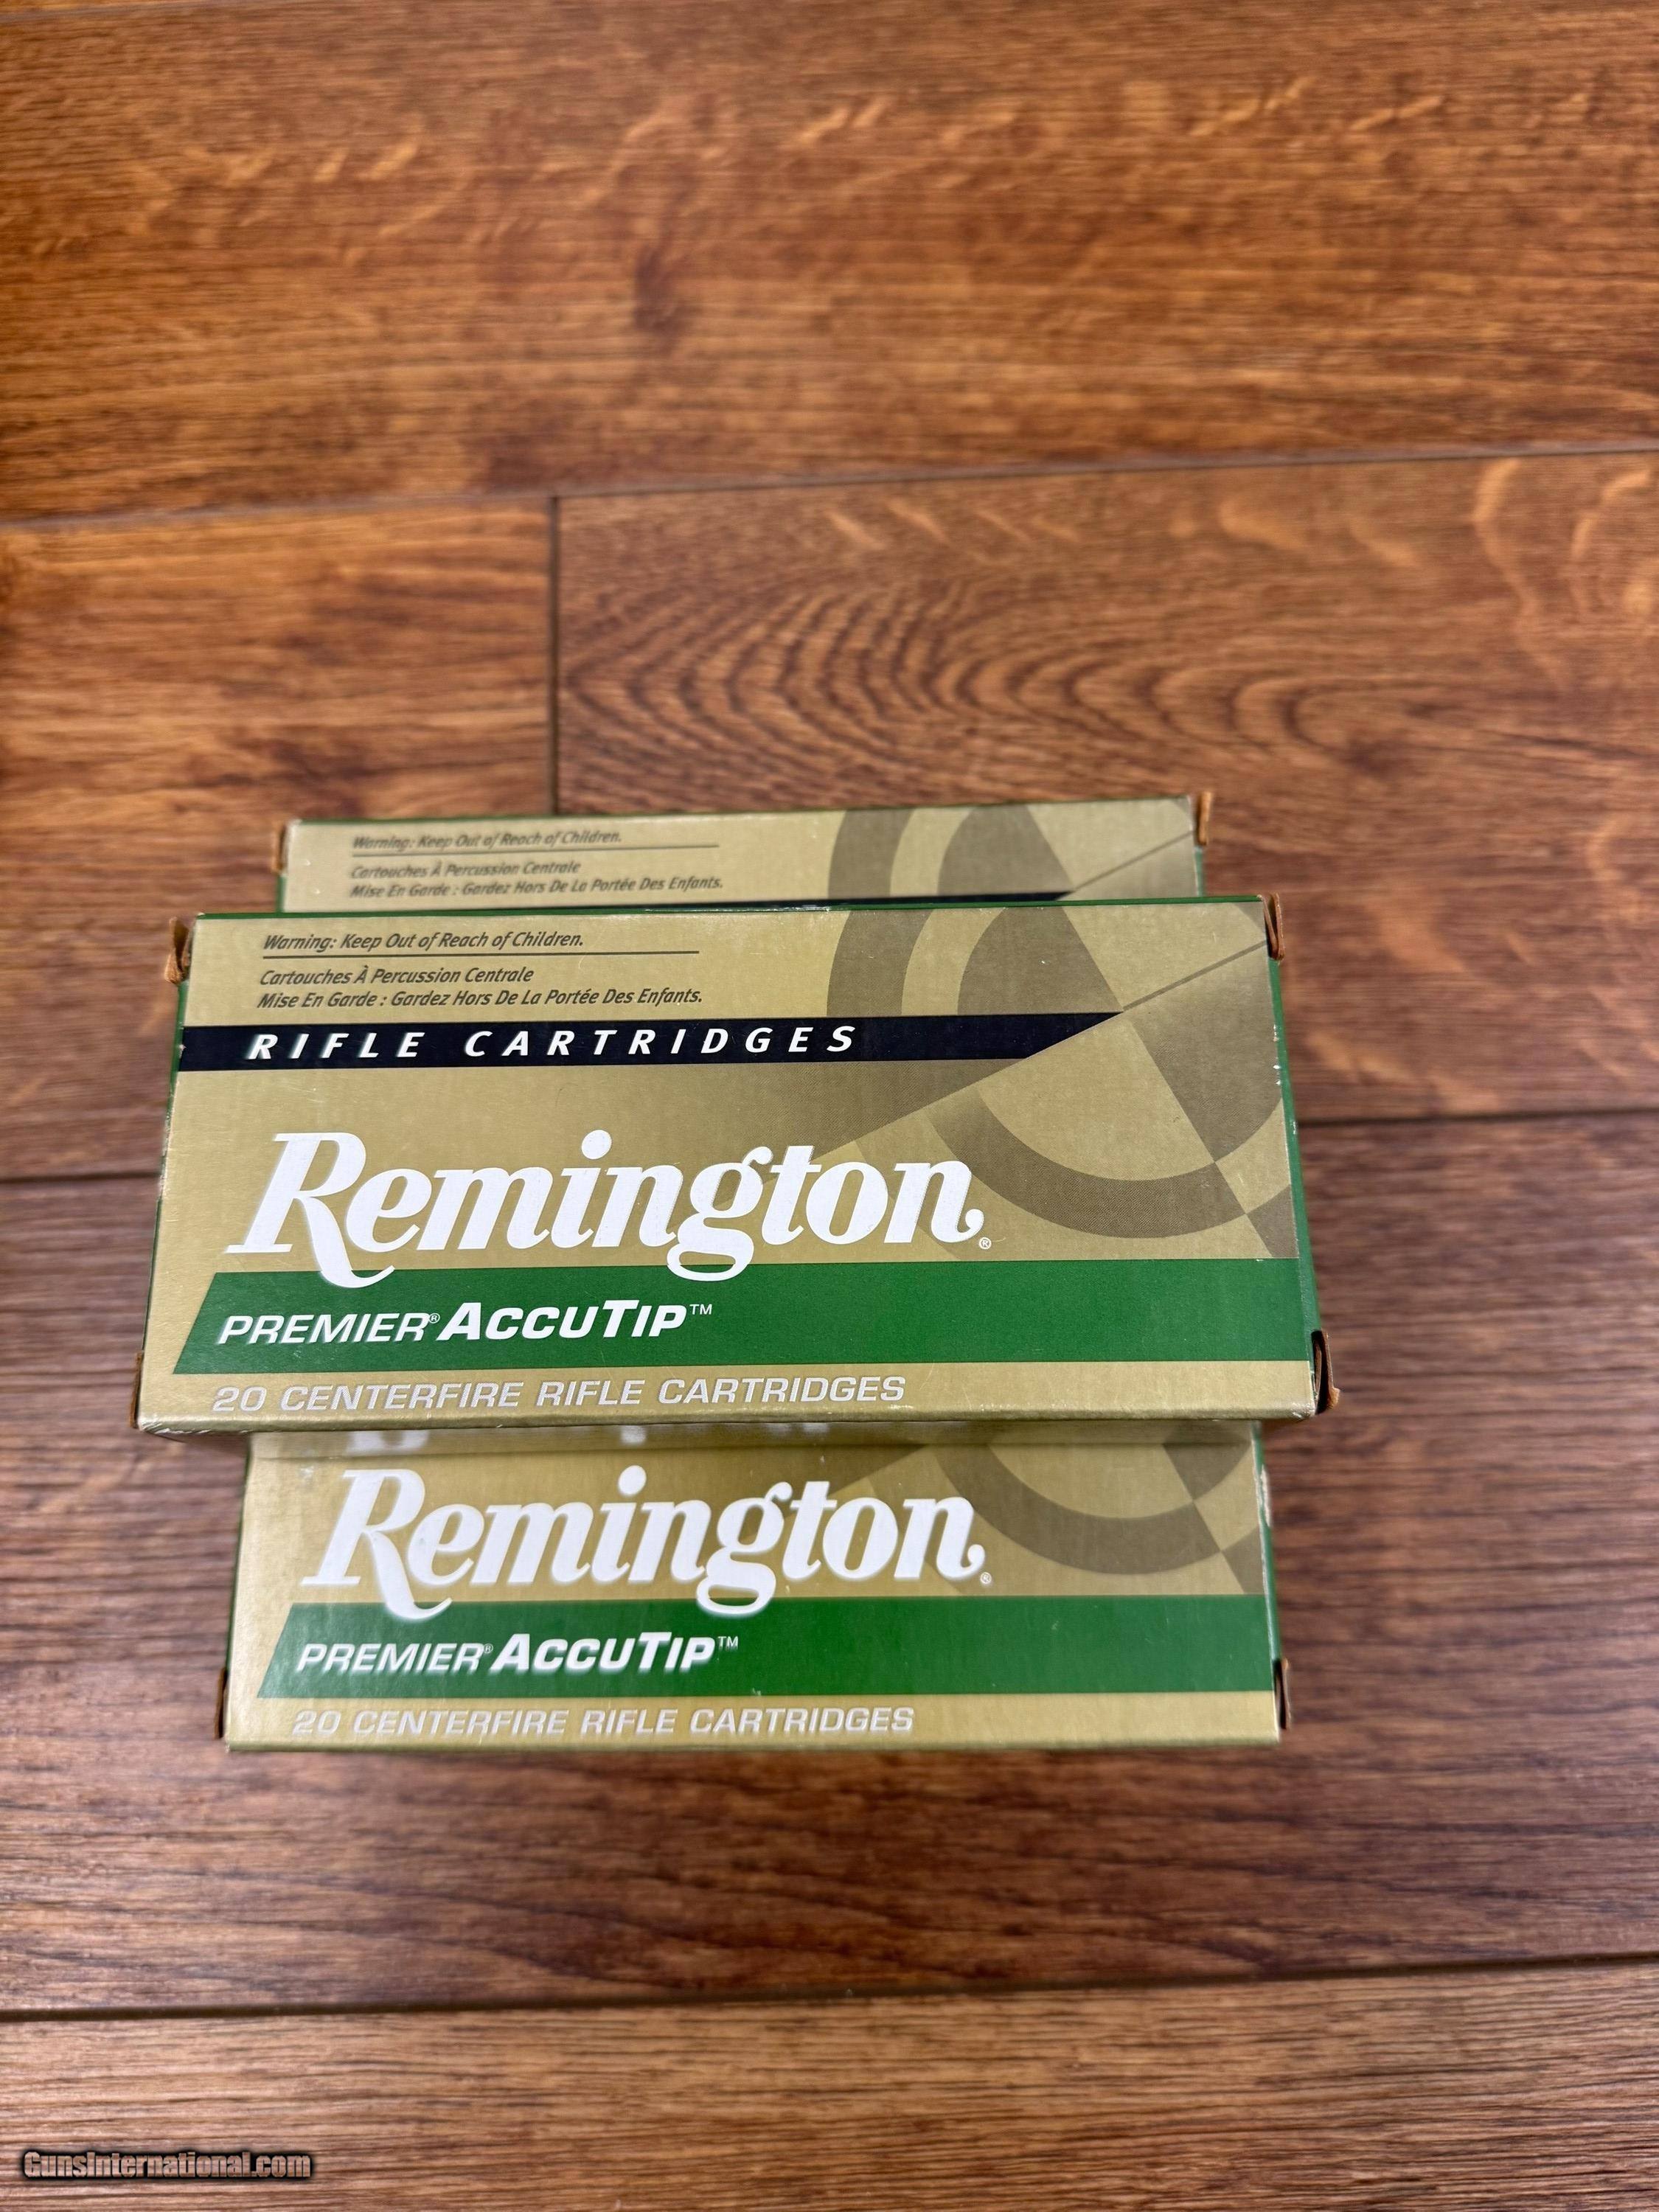 Warning: Keep Out of Reach of Children.
Cartouches À Percussion Centrale
Mise En Garde : Gardez Hors De La Portée Des Enfants.
Warning: Keep Out of Reach of Children.
Cartouches À Percussion Centrale
Mise En Garde : Gardez Hors De La Portée Des Enfants.
RIFLE CARTRIDGES
Remington®
PREMIER® ACCUTIP™
20 CENTERFIRE RIFLE CARTRIDGES
Remington®
PREMIER® ACCUTIP™
20 CENTERFIRE RIFLE CARTRIDGES
GunsInternational.com